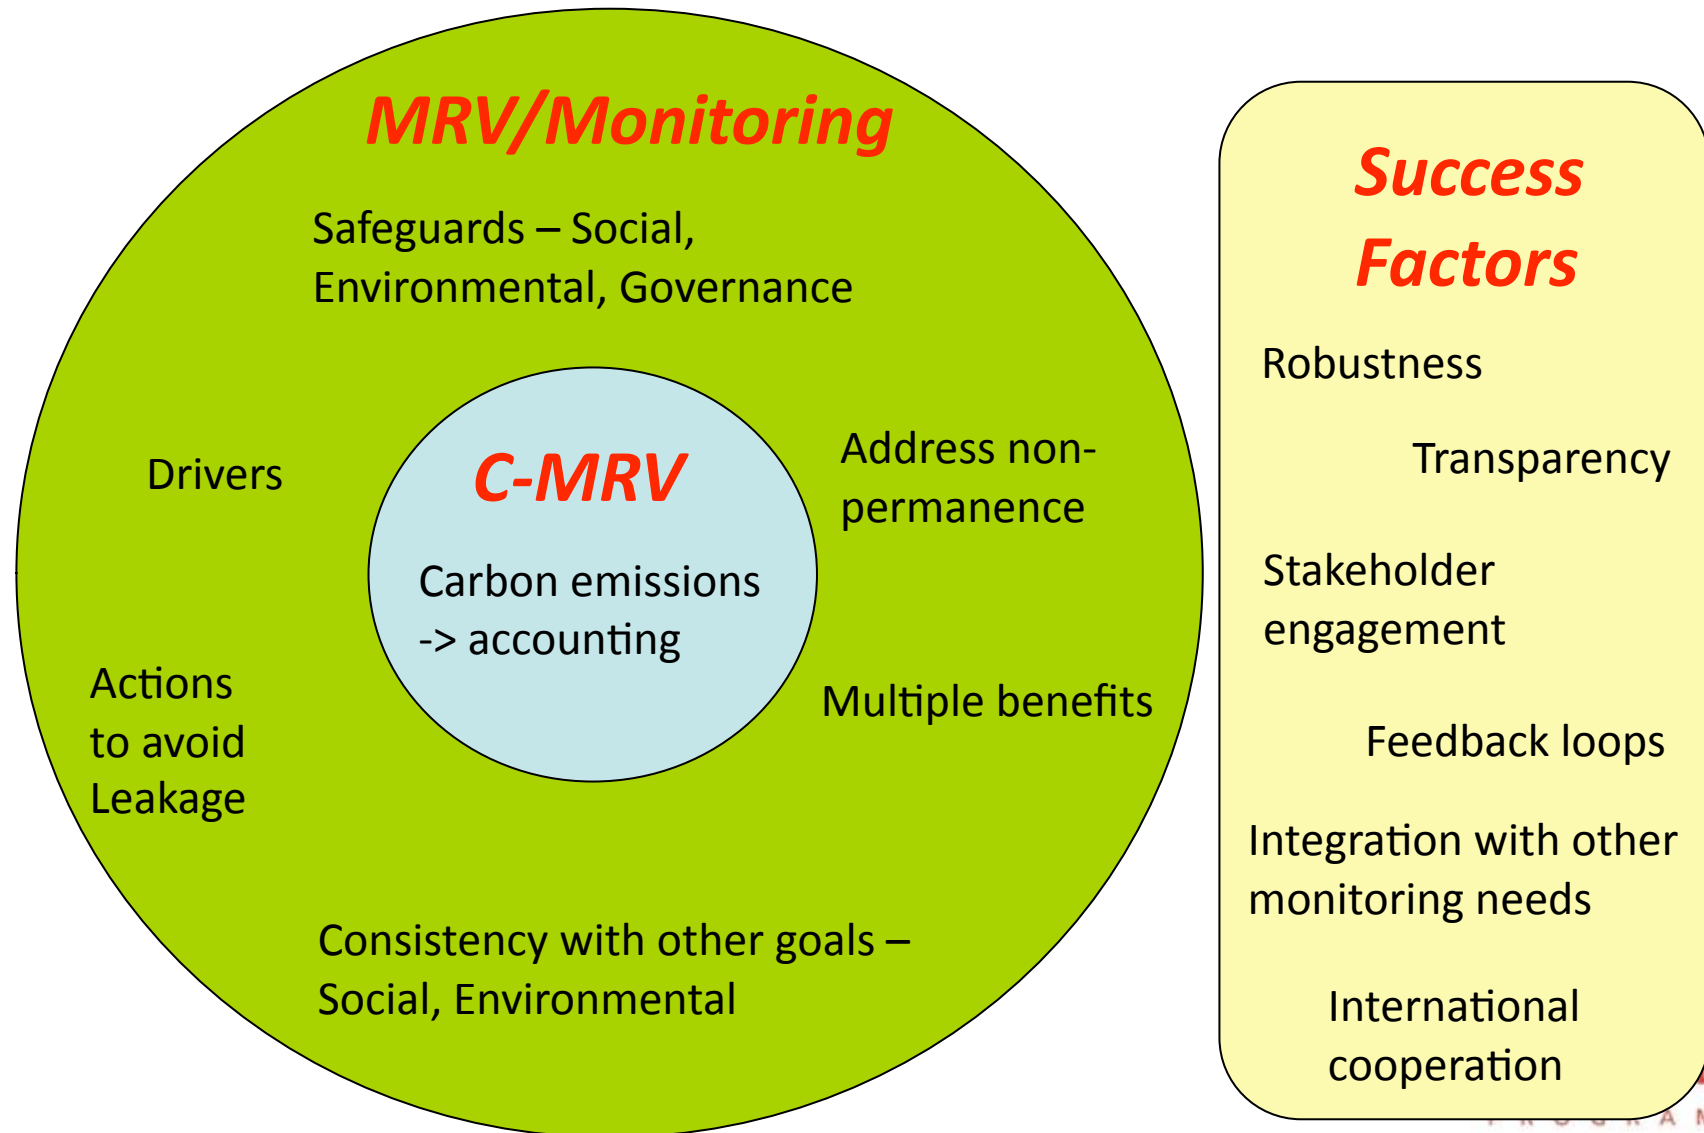 MRV/Monitoring
Safeguards – Social,
Environmental, Governance
Drivers
C-MRV
Carbon emissions
-> accounting
Address non-
permanence
Actions
to avoid
Leakage
Multiple benefits
Consistency with other goals –
Social, Environmental
Success
Factors
Robustness
Transparency
Stakeholder
engagement
Feedback loops
Integration with other
monitoring needs
International
cooperation